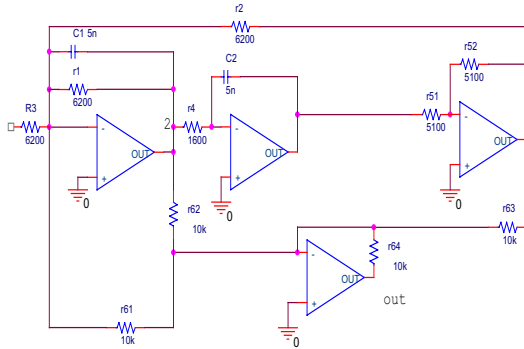 r2
6200
C1 5n
r1
6200
R3
6200
-
+
OUT
0
2
r4
1600
C2
5n
-
+
OUT
0
r51
5100
r52
5100
-
+
OUT
0
r62
10k
r61
10k
-
+
OUT
0
r64
10k
out
r63
10k